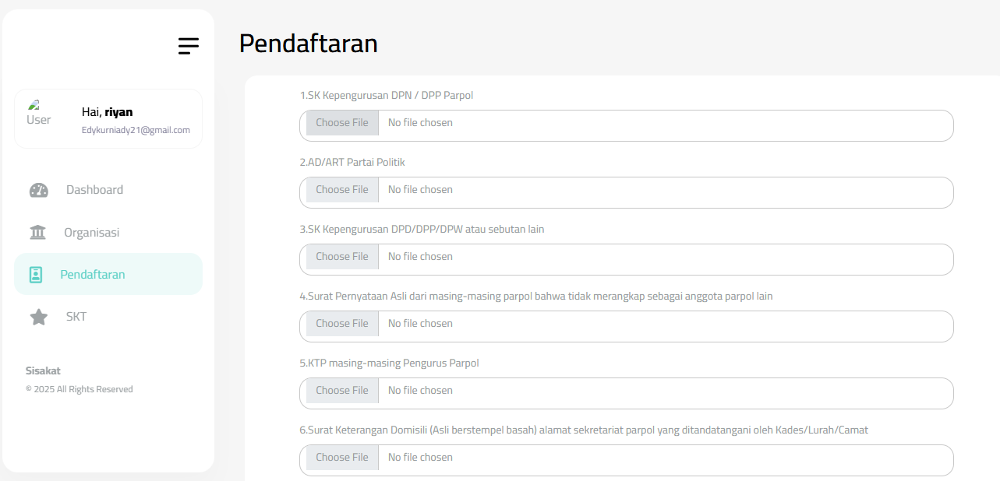 Pendaftaran
User
Hai, riyan
Edykurniady21@gmail.com
Dashboard
Organisasi
Pendaftaran
SKT
Sisakat
© 2025 All Rights Reserved
1.SK Kepengurusan DPN / DPP Parpol
Choose File No file chosen
2.AD/ART Partai Politik
Choose File No file chosen
3.SK Kepengurusan DPD/DPP/DPW atau sebutan lain
Choose File No file chosen
4.Surat Pernyataan Asli dari masing-masing parpol bahwa tidak merangkap sebagai anggota parpol lain
Choose File No file chosen
5.KTP masing-masing Pengurus Parpol
Choose File No file chosen
6.Surat Keterangan Domisili (Asli berstempel basah) alamat sekretariat parpol yang ditandatangani oleh Kades/Lurah/Camat
Choose File No file chosen